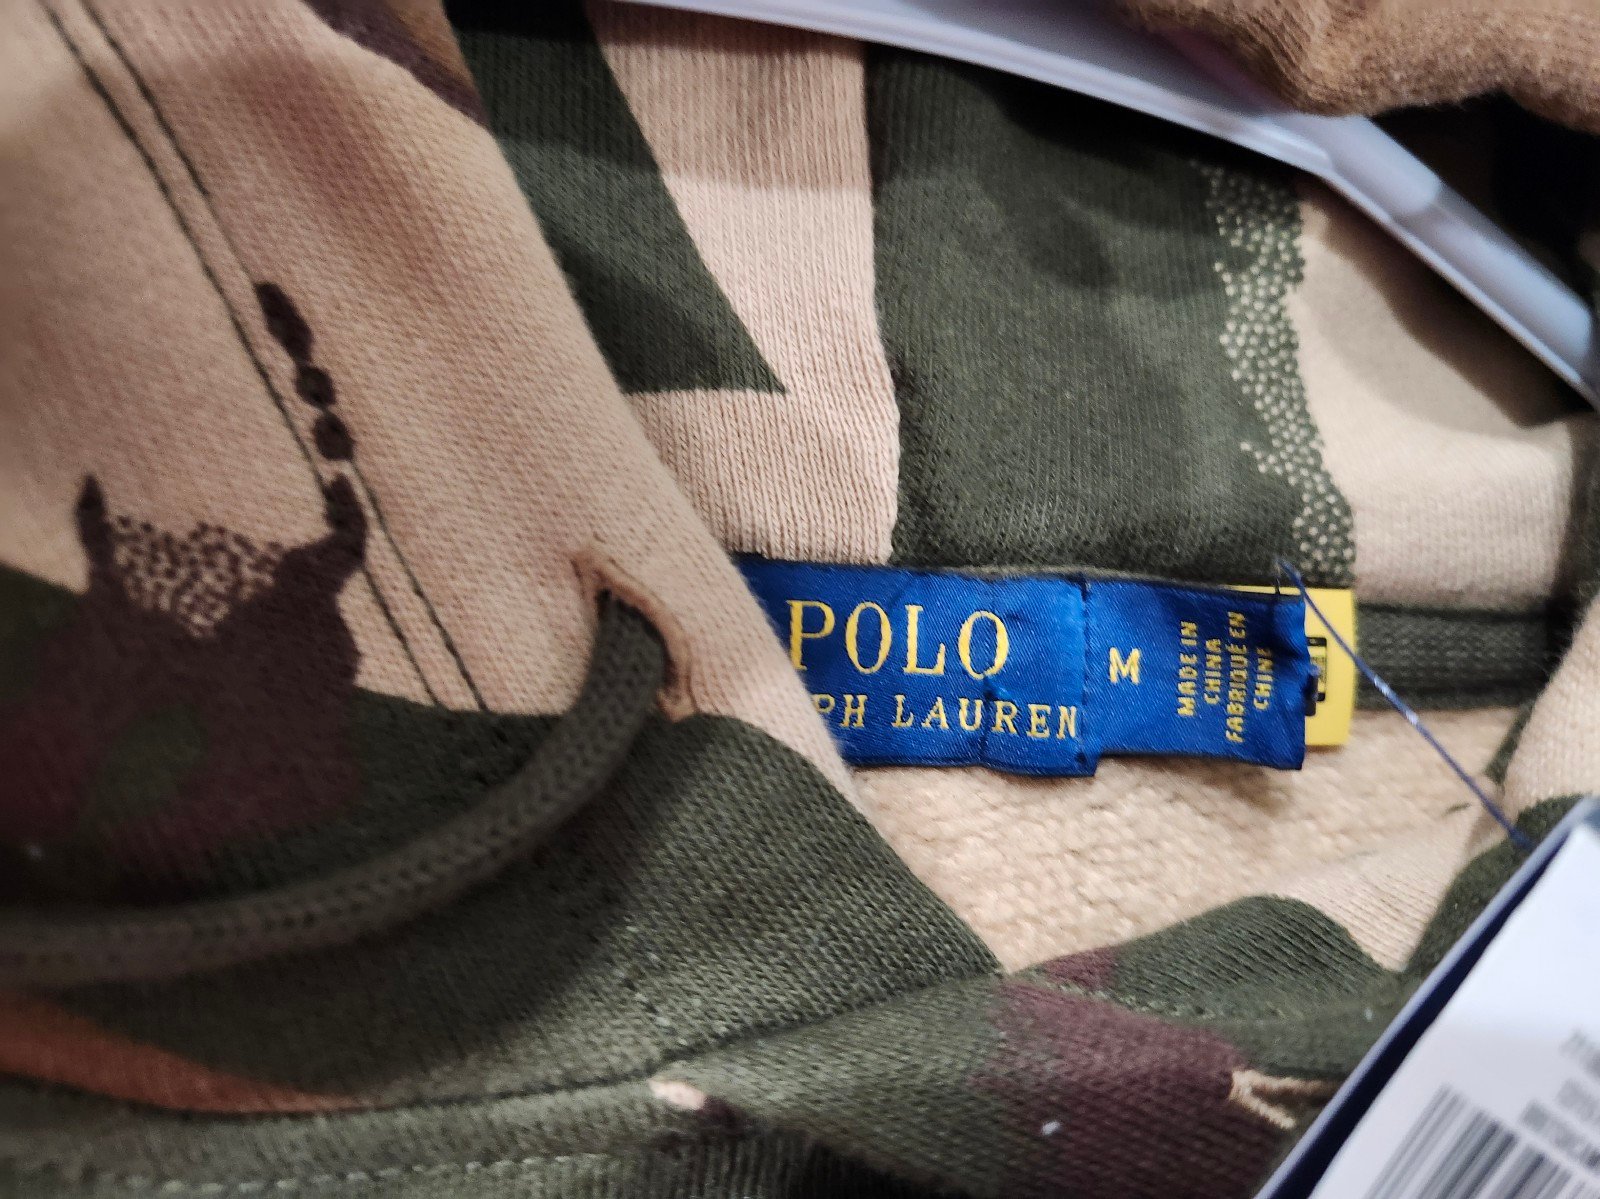 POLO
PH LAUREN
M
MADE IN
CHINA
FABRIQUÉ EN
CHINE